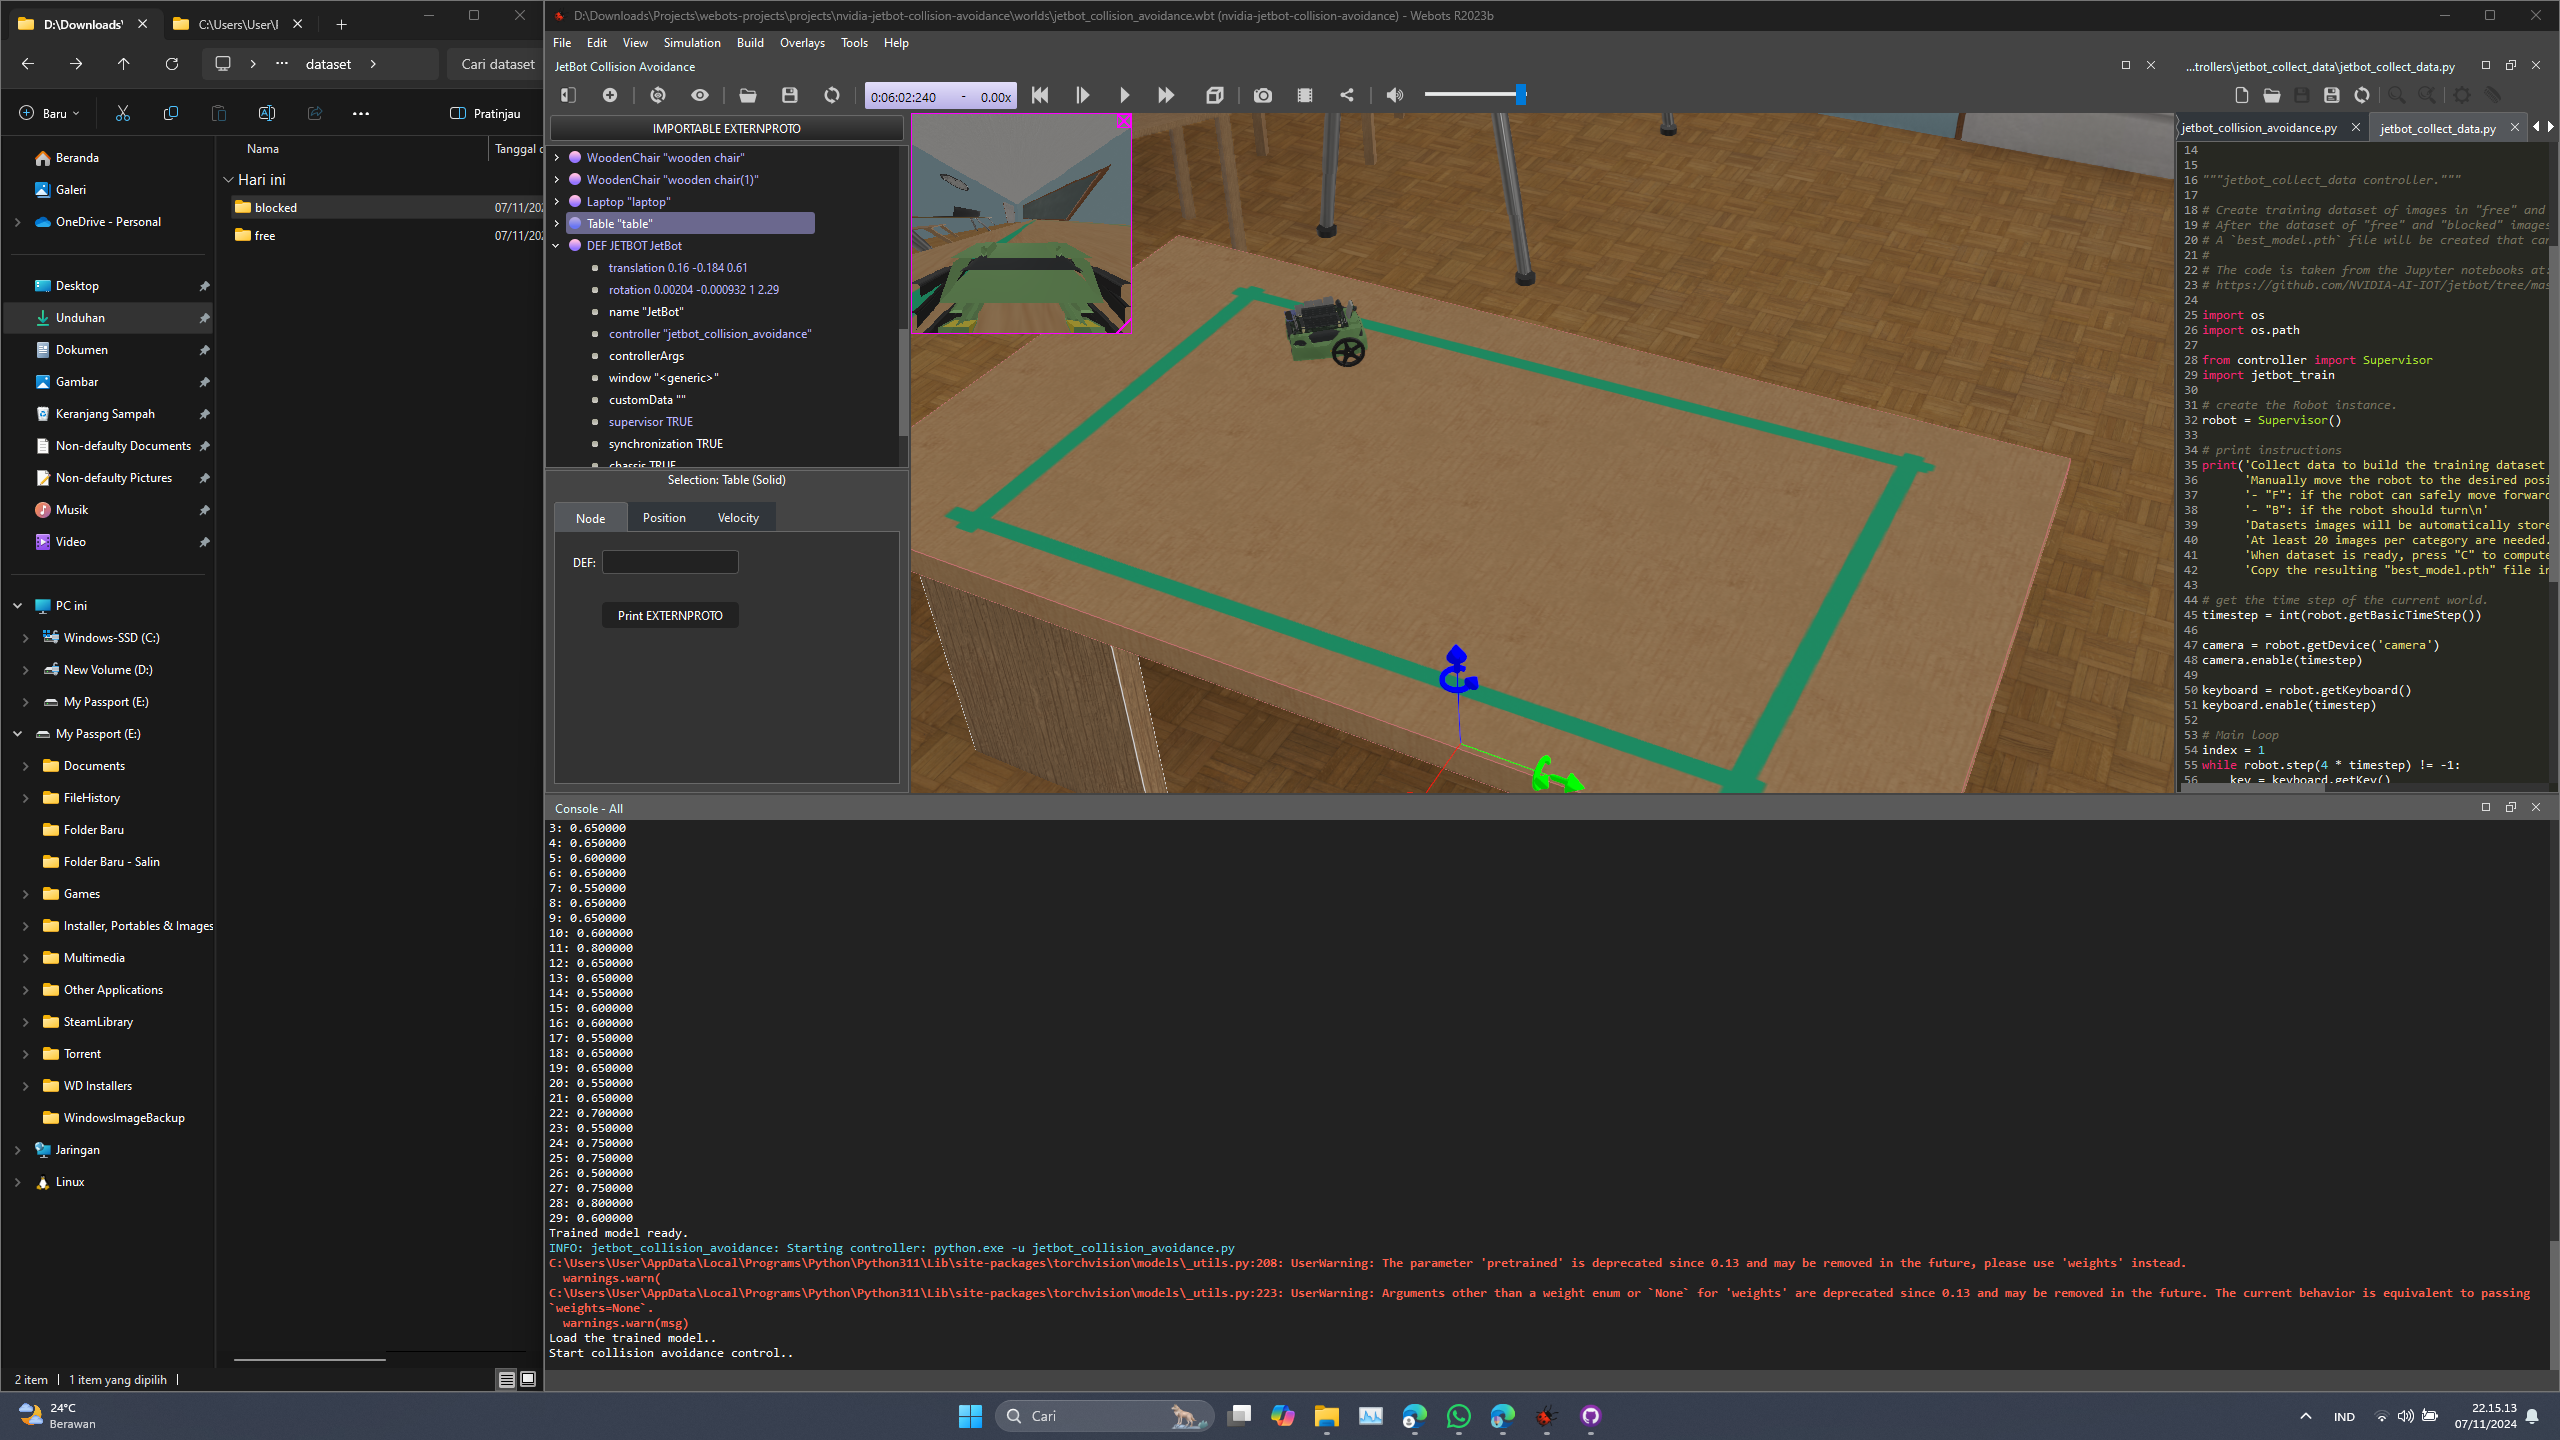 D:\Downloads'
C:\Users\User\I
dataset
Cari dataset
Baru
Pratinjau
Nama
Tanggal
Hari ini
blocked
07/11/202
free
07/11/202
Beranda
Galeri
OneDrive - Personal
Desktop
Unduhan
Dokumen
Gambar
Keranjang Sampah
Non-defaulty Documents
Non-defaulty Pictures
Musik
Video
PC ini
Windows-SSD (C:)
New Volume (D:)
My Passport (E:)
My Passport (E:)
Documents
FileHistory
Folder Baru
Folder Baru - Salin
Games
Installer, Portables & Images
Multimedia
Other Applications
SteamLibrary
Torrent
WD Installers
WindowsImageBackup
Jaringan
Linux
2 item
1 item yang dipilih
D:\Downloads\Projects\webots-projects\projects\nvidia-jetbot-collision-avoidance\worlds\jetbot_collision_avoidance.wbt (nvidia-jetbot-collision-avoidance) - Webots R2023b
File Edit View Simulation Build Overlays Tools Help
JetBot Collision Avoidance
0:06:02:240 - 0.00x
IMPORTABLE EXTERNPROTO
WoodenChair "wooden chair"
WoodenChair "wooden chair(1)"
Laptop "laptop"
Table "table"
DEF JETBOT JetBot
translation 0.16 -0.184 0.61
rotation 0.00204 -0.000932 1 2.29
name "JetBot"
controller "jetbot_collision_avoidance"
controllerArgs
window "<generic>"
customData ""
supervisor TRUE
synchronization TRUE
chassis TRUE
Selection: Table (Solid)
Node Position Velocity
DEF:
Print EXTERNPROTO
...trollers\jetbot_collect_data\jetbot_collect_data.py
jetbot_collision_avoidance.py
jetbot_collect_data.py
14
15
16 """jetbot_collect_data controller."""
17
18 # Create training dataset of images in "free" and
19 # After the dataset of "free" and "blocked" images
20 # A `best_model.pth` file will be created that can
21 #
22 # The code is taken from the Jupyter notebooks at:
23 # https://github.com/NVIDIA-AI-IOT/jetbot/tree/mas
24
25 import os
26 import os.path
27
28 from controller import Supervisor
29 import jetbot_train
30
31 # create the Robot instance.
32 robot = Supervisor()
33
34 # print instructions
35 print('Collect data to build the training dataset
36 'Manually move the robot to the desired posi
37 '- "F": if the robot can safely move forward
38 '- "B": if the robot should turn\n'
39 'Datasets images will be automatically store
40 'At least 20 images per category are needed.
41 'When dataset is ready, press "C" to compute
42 'Copy the resulting "best_model.pth" file in
43
44 # get the time step of the current world.
45 timestep = int(robot.getBasicTimeStep())
46
47 camera = robot.getDevice('camera')
48 camera.enable(timestep)
49
50 keyboard = robot.getKeyboard()
51 keyboard.enable(timestep)
52
53 # Main loop
54 index = 1
55 while robot.step(4 * timestep) != -1:
56 key = keyboard.getKey()
Console - All
3: 0.650000
4: 0.650000
5: 0.600000
6: 0.650000
7: 0.550000
8: 0.650000
9: 0.650000
10: 0.600000
11: 0.800000
12: 0.650000
13: 0.650000
14: 0.550000
15: 0.600000
16: 0.600000
17: 0.550000
18: 0.650000
19: 0.650000
20: 0.550000
21: 0.650000
22: 0.700000
23: 0.550000
24: 0.750000
25: 0.750000
26: 0.500000
27: 0.750000
28: 0.800000
29: 0.600000
Trained model ready.
INFO: jetbot_collision_avoidance: Starting controller: python.exe -u jetbot_collision_avoidance.py
C:\Users\User\AppData\Local\Programs\Python\Python311\Lib\site-packages\torchvision\models\_utils.py:208: UserWarning: The parameter 'pretrained' is deprecated since 0.13 and may be removed in the future, please use 'weights' instead.
warnings.warn(
C:\Users\User\AppData\Local\Programs\Python\Python311\Lib\site-packages\torchvision\models\_utils.py:223: UserWarning: Arguments other than a weight enum or `None` for 'weights' are deprecated since 0.13 and may be removed in the future. The current behavior is equivalent to passing
`weights=None`.
warnings.warn(msg)
Load the trained model..
Start collision avoidance control..
24°C
Berawan
Cari
IND
22.15.13
07/11/2024